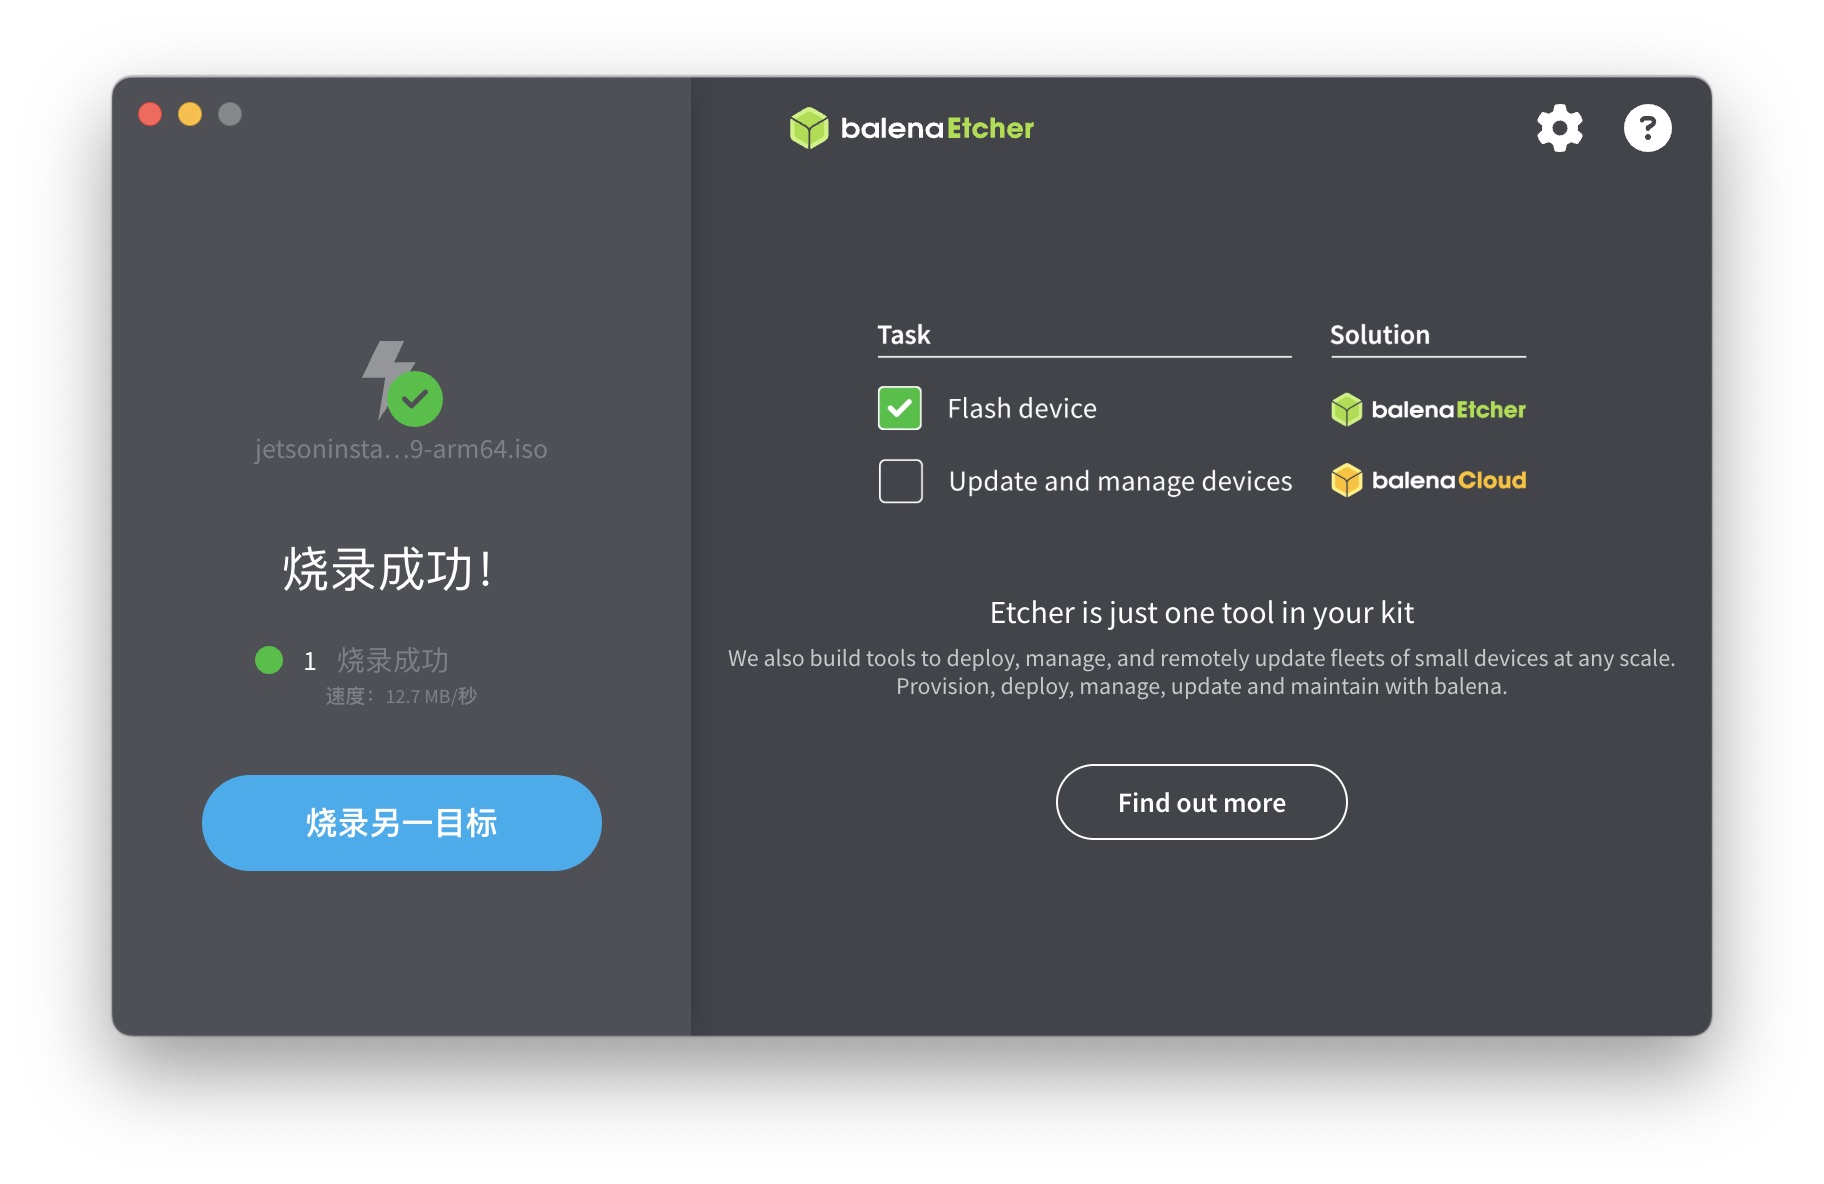 jetsoninsta...9-arm64.iso
烧录成功!
1 烧录成功
速度：12.7 MB/秒
烧录另一目标
balenaEtcher
?
Task Solution
Flash device balenaEtcher
Update and manage devices balenaCloud
Etcher is just one tool in your kit
We also build tools to deploy, manage, and remotely update fleets of small devices at any scale.
Provision, deploy, manage, update and maintain with balena.
Find out more